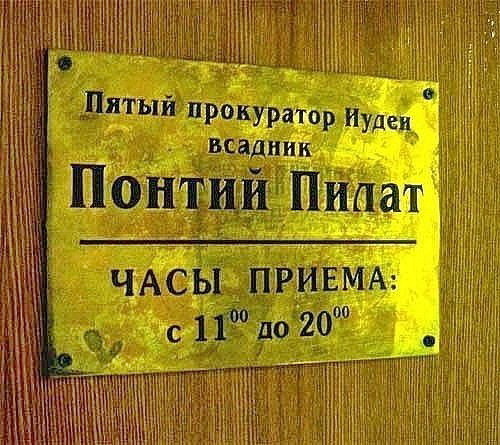 Пятый прокуратор Иудеи
всадник
Понтий Пилат
ЧАСЫ ПРИЕМА:
с 11⁰⁰ до 20⁰⁰